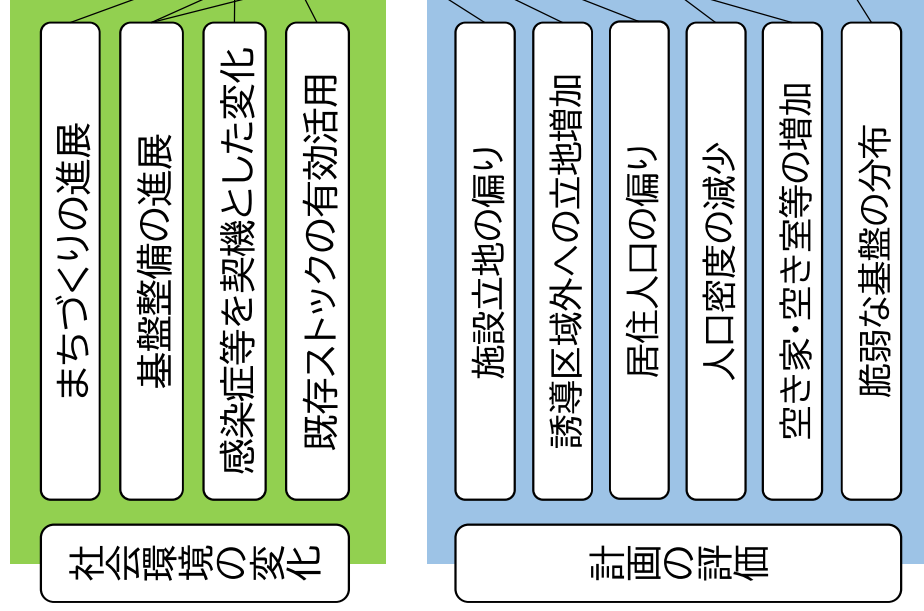 まちづくりの進展
基盤整備の進展
感染症等を契機とした変化
既存ストックの有効活用
社会環境の変化
施設立地の偏り
誘導区域外への立地増加
居住人口の偏り
人口密度の減少
空き家・空き室等の増加
脆弱な基盤の分布
計画の評価